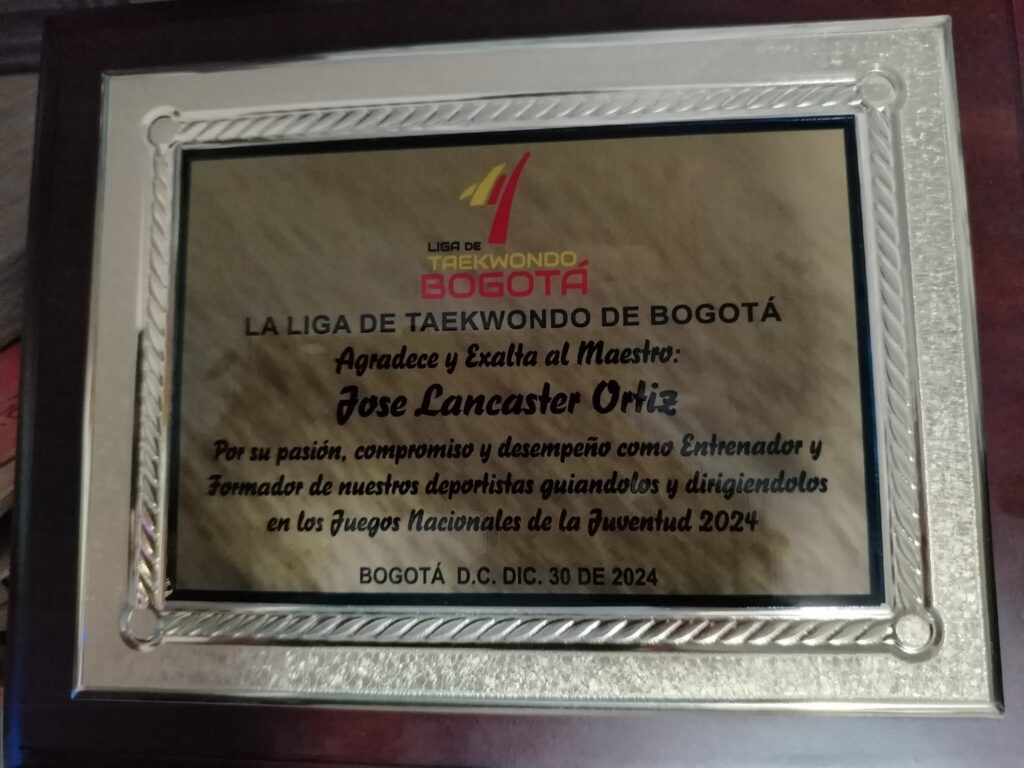 LIGA DE
TAEKWONDO
BOGOTÁ
LA LIGA DE TAEKWONDO DE BOGOTÁ
Agradece y Exalta al Maestro:
Jose Lancaster Ortiz
Por su pasión, compromiso y desempeño como Entrenador y
Formador de nuestros deportistas guiandolos y dirigiendolos
en los Juegos Nacionales de la Juventud 2024
BOGOTÁ D.C. DIC. 30 DE 2024